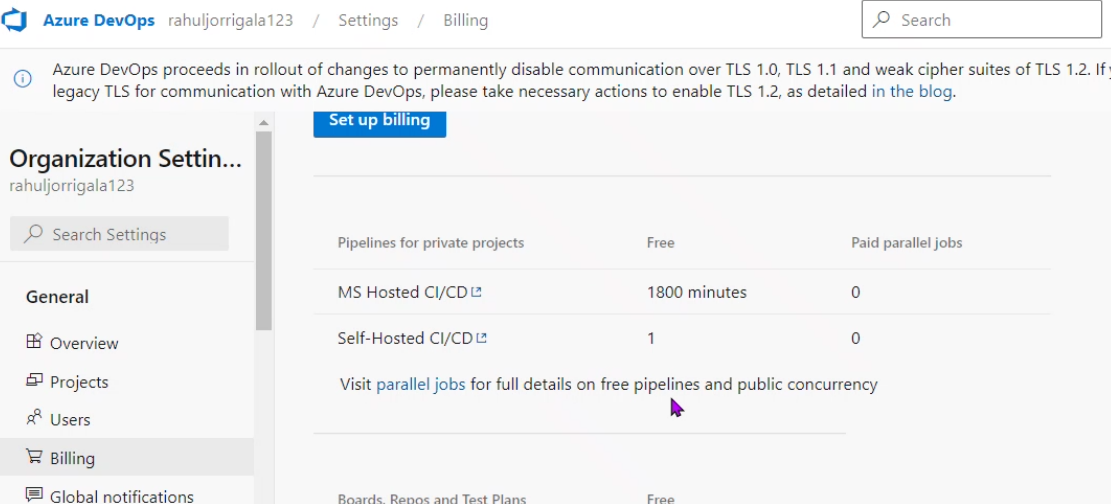 Azure DevOps rahuljorrigala123 / Settings / Billing
Search
Azure DevOps proceeds in rollout of changes to permanently disable communication over TLS 1.0, TLS 1.1 and weak cipher suites of TLS 1.2. If
legacy TLS for communication with Azure DevOps, please take necessary actions to enable TLS 1.2, as detailed in the blog.
Organization Settin...
rahuljorrigala123
Search Settings
General
Overview
Projects
Users
Billing
Global notifications
Set up billing
Pipelines for private projects Free Paid parallel jobs
MS Hosted CI/CD 1800 minutes 0
Self-Hosted CI/CD 1 0
Visit parallel jobs for full details on free pipelines and public concurrency
Boards, Repos and Test Plans Free